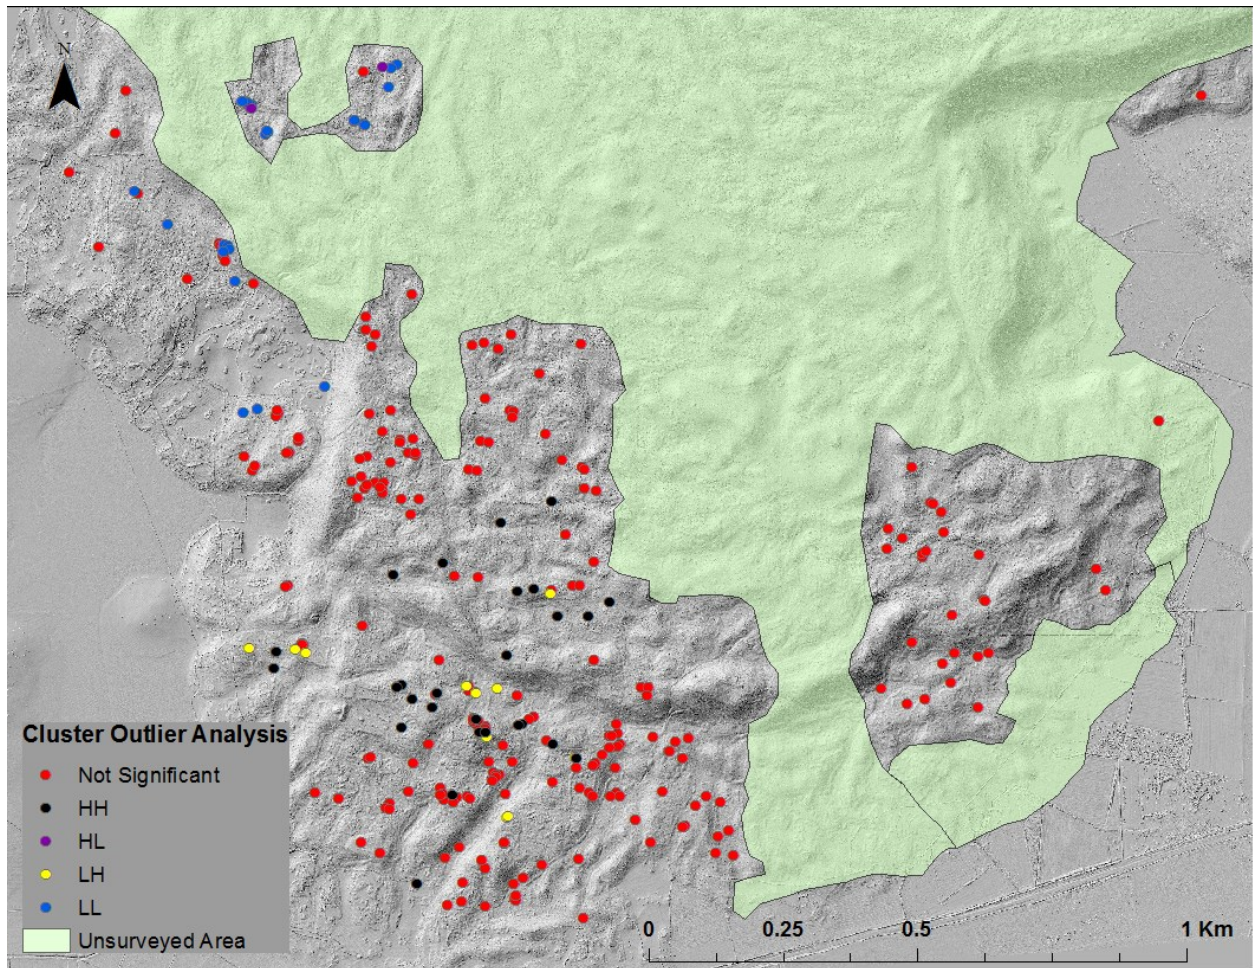 N
Cluster Outlier Analysis
Not Significant
HH
HL
LH
LL
Unsurveyed Area
0 0.25 0.5 1 Km